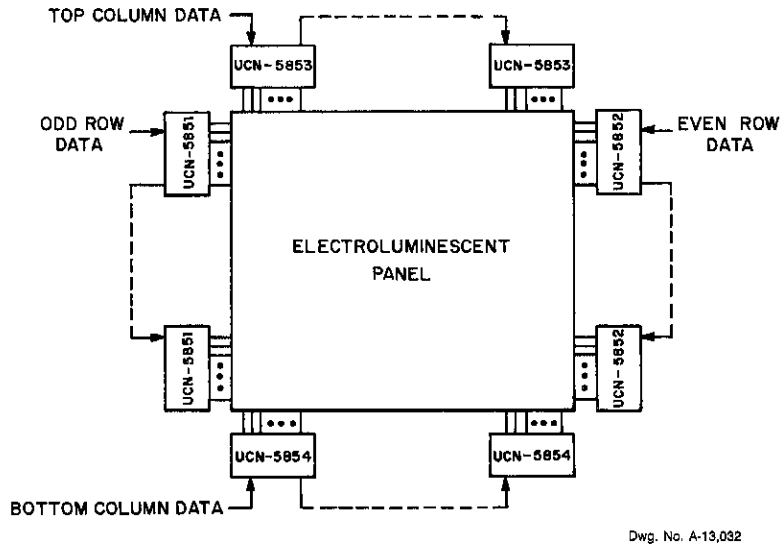 TOP COLUMN DATA
UCN-5853
UCN-5853
ODD ROW
DATA
UCN-5851
UCN-5852
EVEN ROW
DATA
ELECTROLUMINESCENT
PANEL
UCN-5851
UCN-5852
UCN-5854
UCN-5854
BOTTOM COLUMN DATA
Dwg. No. A-13,032